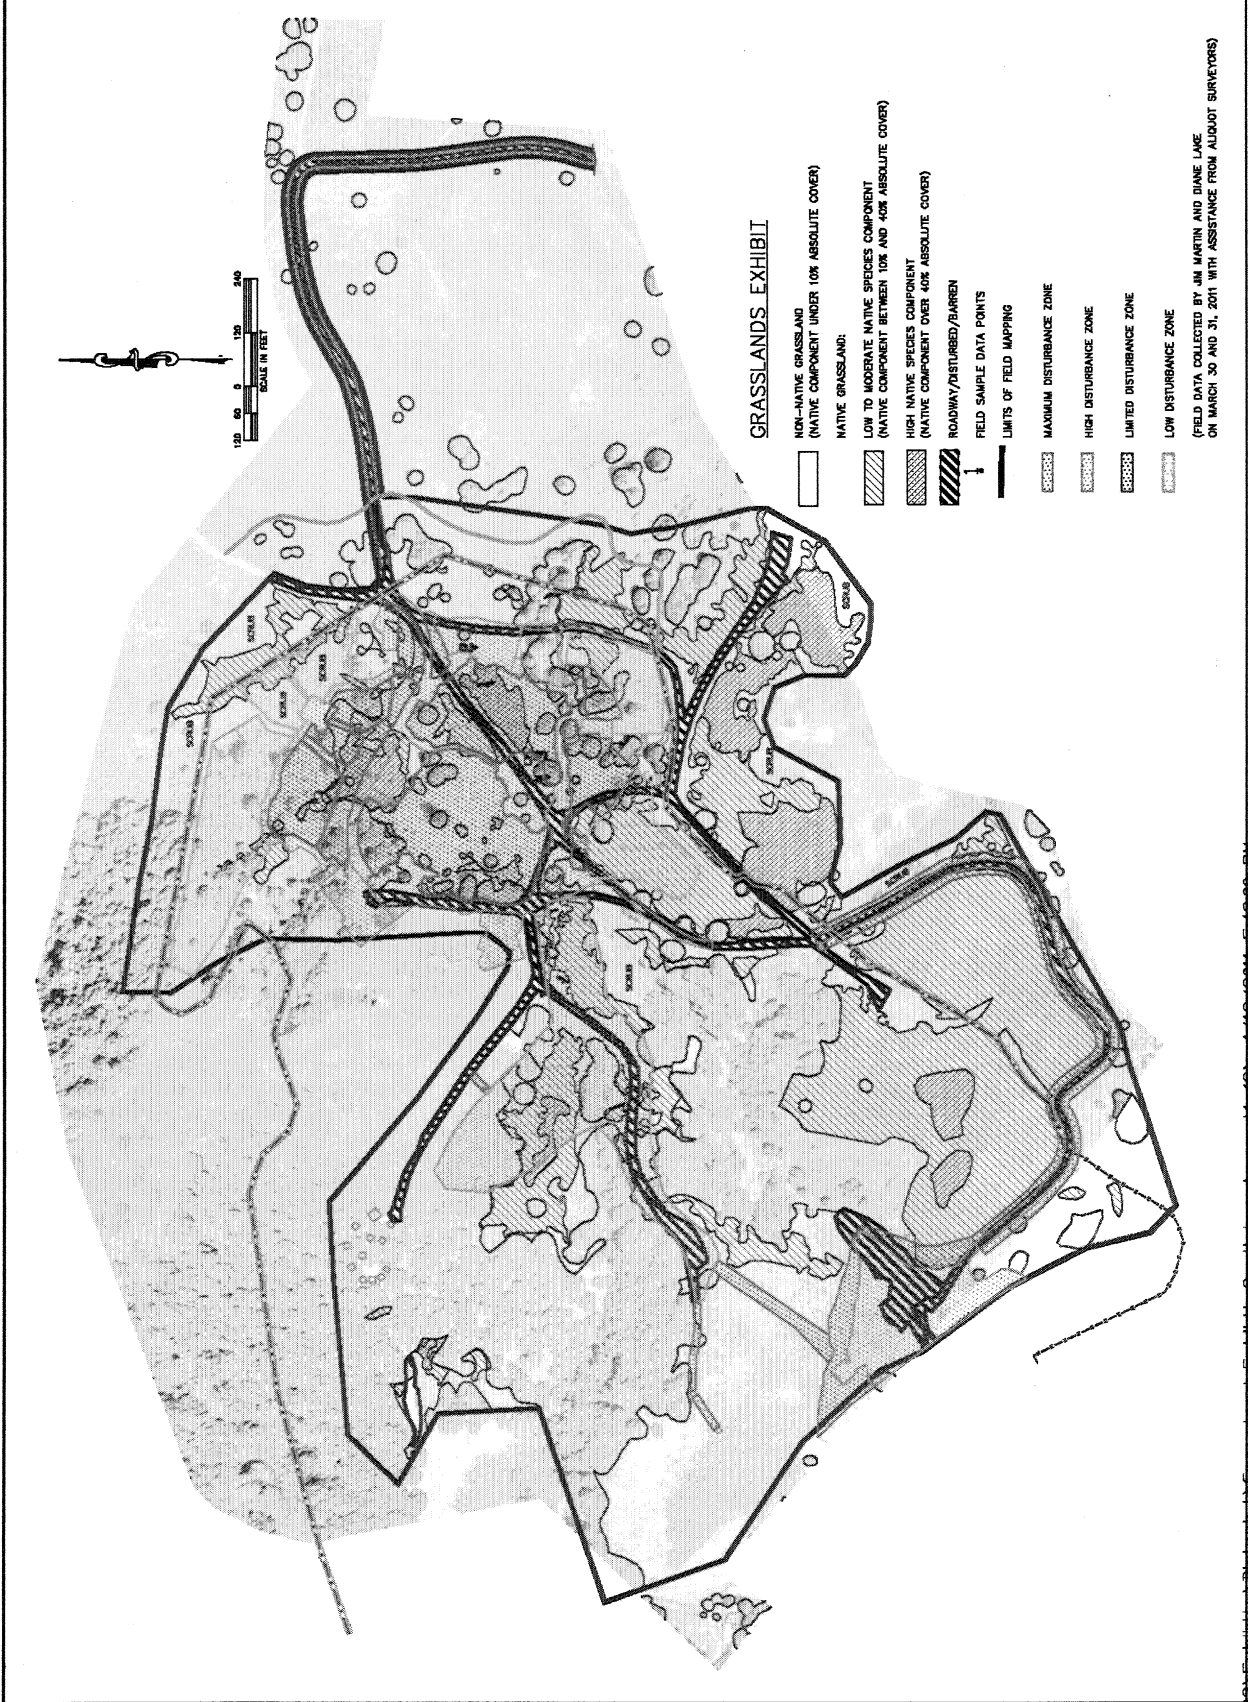 120 60 0 120 240
SCALE IN FEET
GRASSLANDS EXHIBIT
NON-NATIVE GRASSLAND
(NATIVE COMPONENT UNDER 10% ABSOLUTE COVER)
NATIVE GRASSLAND:
LOW TO MODERATE NATIVE SPECIES COMPONENT
(NATIVE COMPONENT BETWEEN 10% AND 40% ABSOLUTE COVER)
HIGH NATIVE SPECIES COMPONENT
(NATIVE COMPONENT OVER 40% ABSOLUTE COVER)
ROADWAY/DISTURBED/BARREN
1 FIELD SAMPLE DATA POINTS
LIMITS OF FIELD MAPPING
MAXIMUM DISTURBANCE ZONE
HIGH DISTURBANCE ZONE
LIMITED DISTURBANCE ZONE
LOW DISTURBANCE ZONE
(FIELD DATA COLLECTED BY JIM MARTIN AND DIANE LAKE
ON MARCH 30 AND 31, 2011 WITH ASSISTANCE FROM ALIQUOT SURVEYORS)
SCRUB
SCRUB
SCRUB
SCRUB
SCRUB
SCRUB
SCRUB
SCRUB